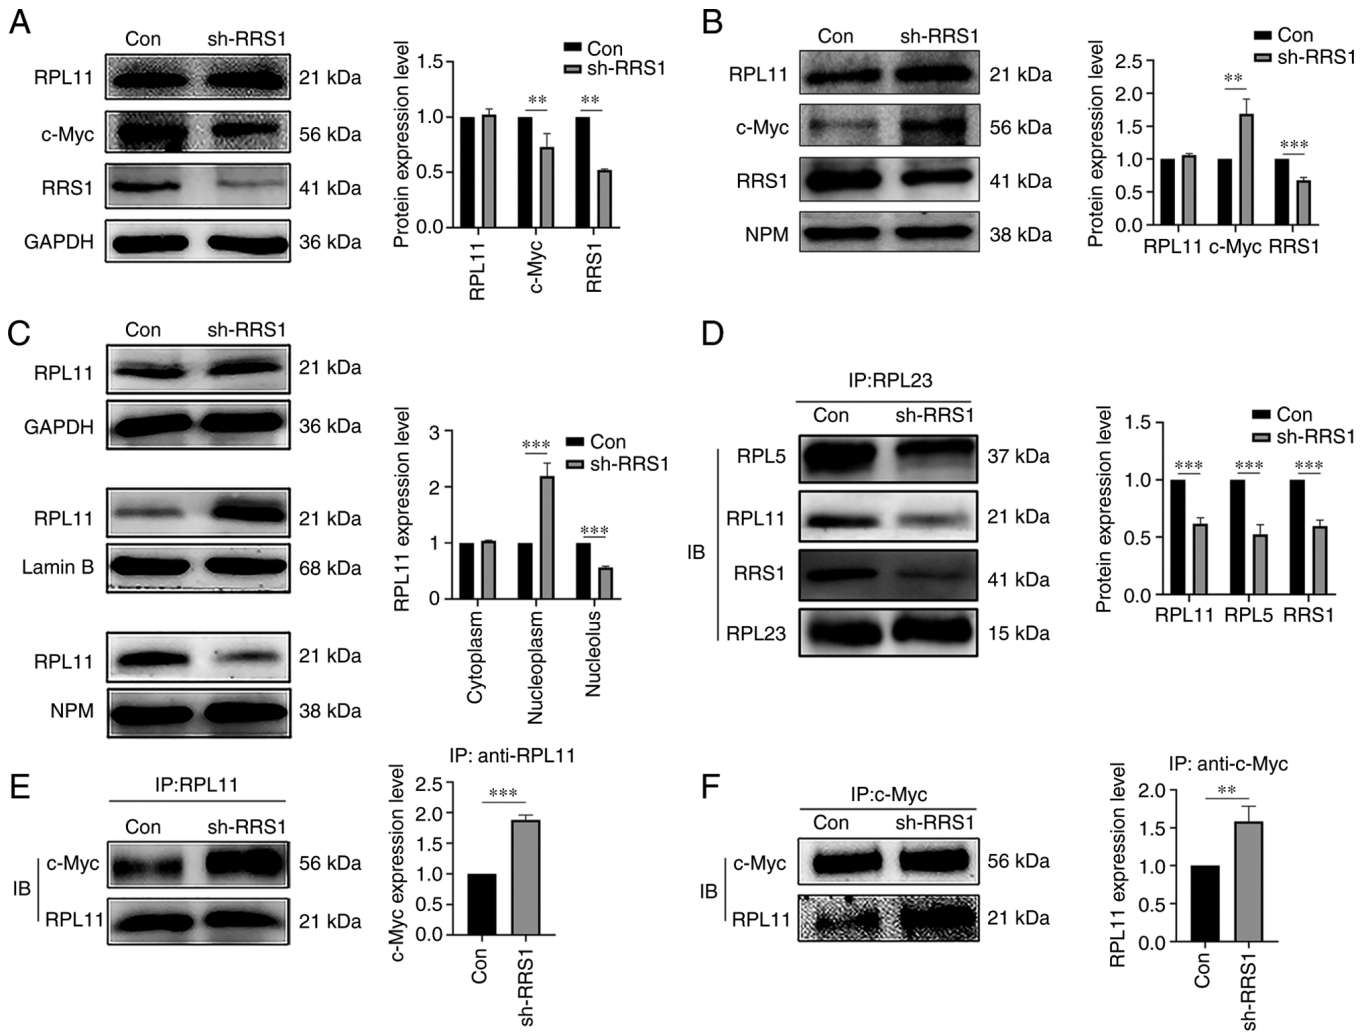 A
Con sh-RRS1
RPL11 21 kDa
c-Myc 56 kDa
RRS1 41 kDa
GAPDH 36 kDa
Protein expression level
1.5
1.0
0.5
0.0
Con
sh-RRS1
** **
RPL11 c-Myc RRS1
B
Con sh-RRS1
RPL11 21 kDa
c-Myc 56 kDa
RRS1 41 kDa
NPM 38 kDa
Protein expression level
2.5
2.0
1.5
1.0
0.5
0.0
Con
sh-RRS1
** ***
RPL11 c-Myc RRS1
C
Con sh-RRS1
RPL11 21 kDa
GAPDH 36 kDa
RPL11 21 kDa
Lamin B 68 kDa
RPL11 21 kDa
NPM 38 kDa
RPL11 expression level
3
2
1
0
Con
sh-RRS1
*** ***
Cytoplasm Nucleoplasm Nucleolus
D
IP:RPL23
Con sh-RRS1
IB
RPL5 37 kDa
RPL11 21 kDa
RRS1 41 kDa
RPL23 15 kDa
Protein expression level
1.5
1.0
0.5
0.0
Con
sh-RRS1
*** *** ***
RPL11 RPL5 RRS1
E
IP:RPL11
Con sh-RRS1
IB
c-Myc 56 kDa
RPL11 21 kDa
IP: anti-RPL11
c-Myc expression level
2.5
2.0
1.5
1.0
0.5
0.0
***
Con sh-RRS1
F
IP:c-Myc
Con sh-RRS1
IB
c-Myc 56 kDa
RPL11 21 kDa
IP: anti-c-Myc
RPL11 expression level
2.0
1.5
1.0
0.5
0.0
**
Con sh-RRS1